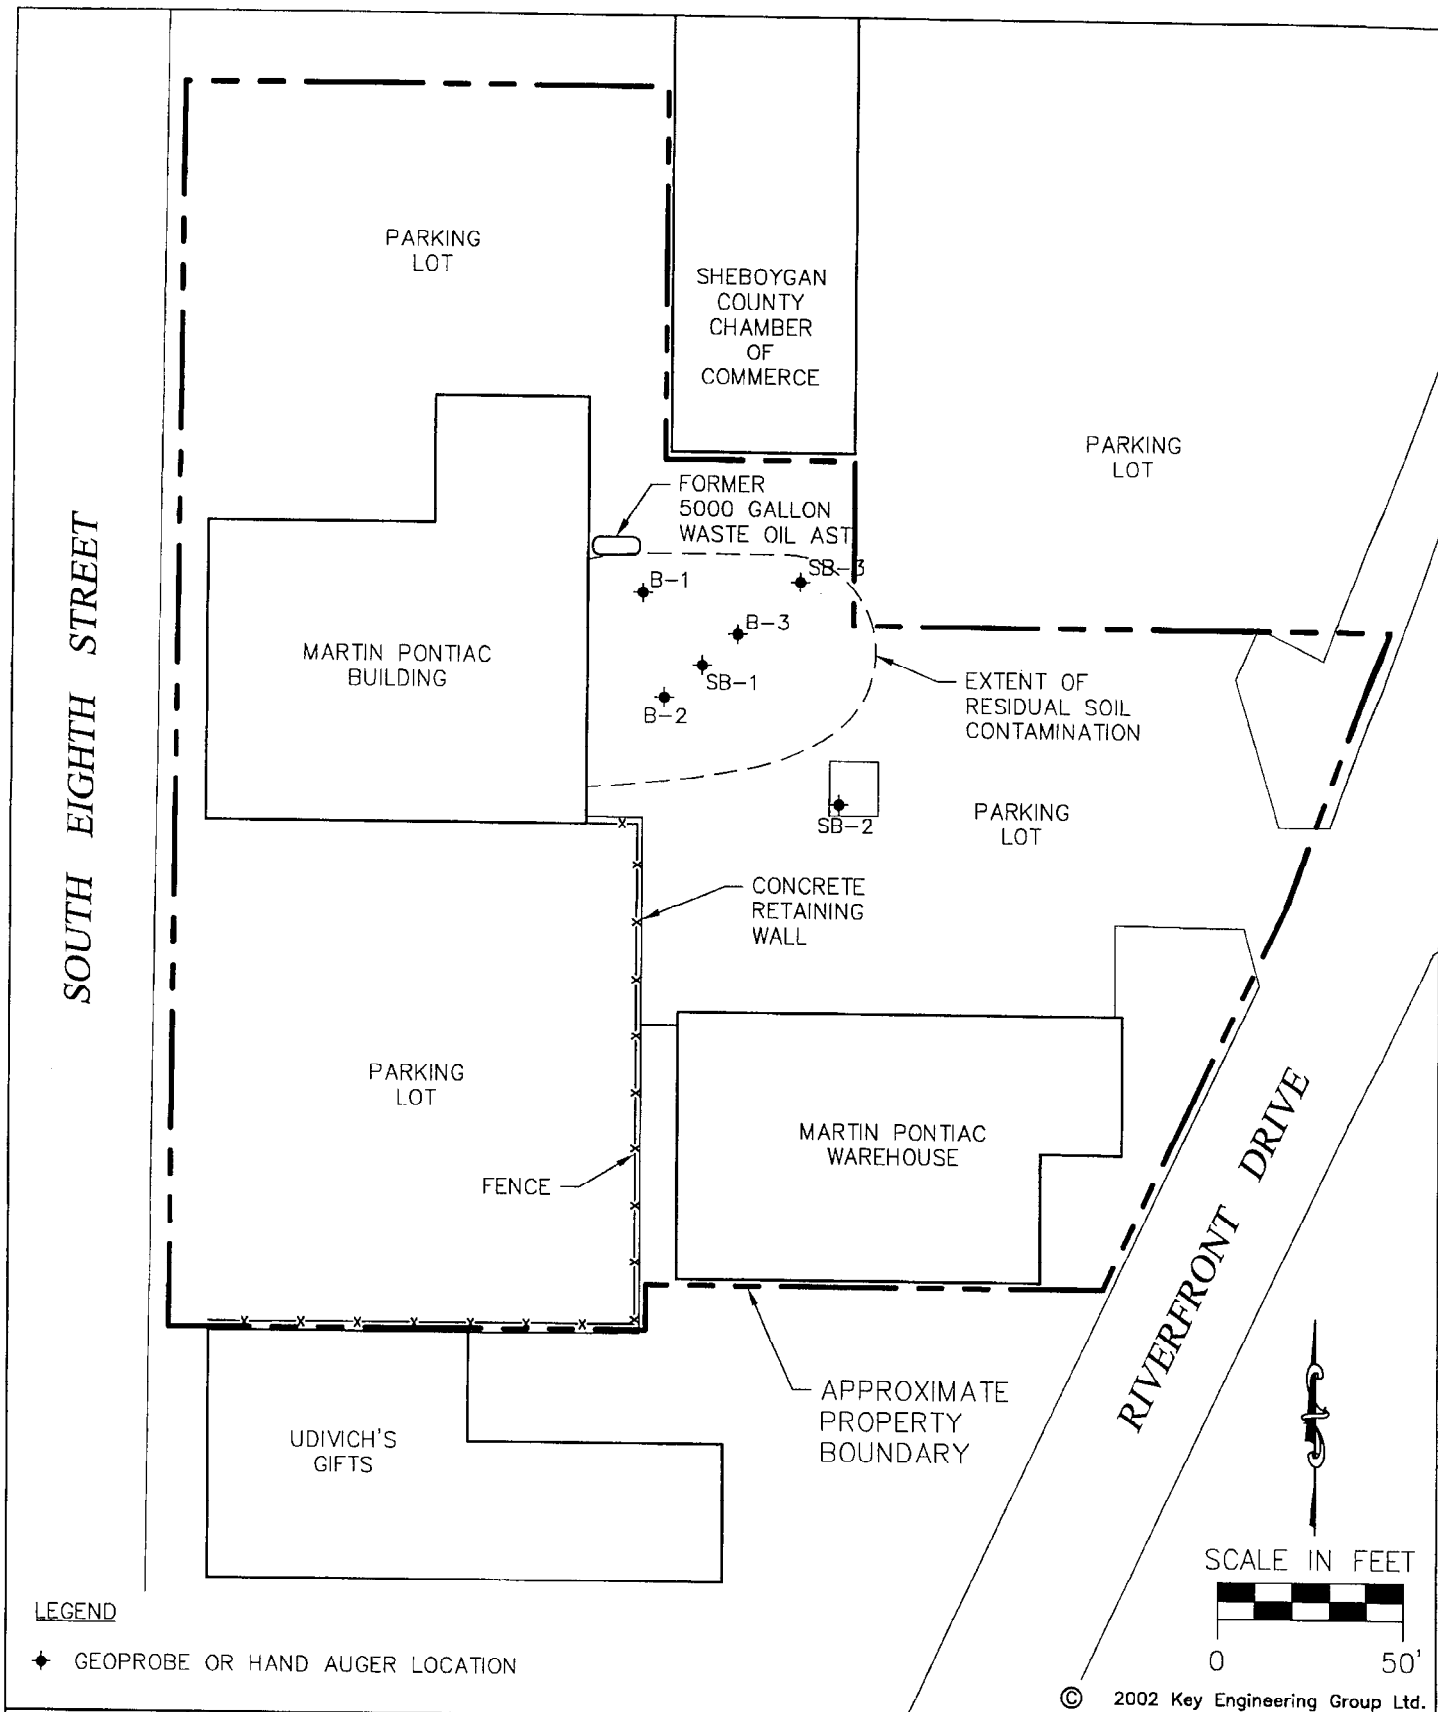 PARKING
LOT
SHEBOYGAN
COUNTY
CHAMBER
OF
COMMERCE
PARKING
LOT
FORMER
5000 GALLON
WASTE OIL AST
SB-3
B-1
B-3
SB-1
B-2
MARTIN PONTIAC
BUILDING
EXTENT OF
RESIDUAL SOIL
CONTAMINATION
SOUTH EIGHTH STREET
SB-2
PARKING
LOT
CONCRETE
RETAINING
WALL
PARKING
LOT
FENCE
MARTIN PONTIAC
WAREHOUSE
RIVERFRONT DRIVE
APPROXIMATE
PROPERTY
BOUNDARY
UDIVICH'S
GIFTS
SCALE IN FEET
0 50'
LEGEND
GEOPROBE OR HAND AUGER LOCATION
© 2002 Key Engineering Group Ltd.